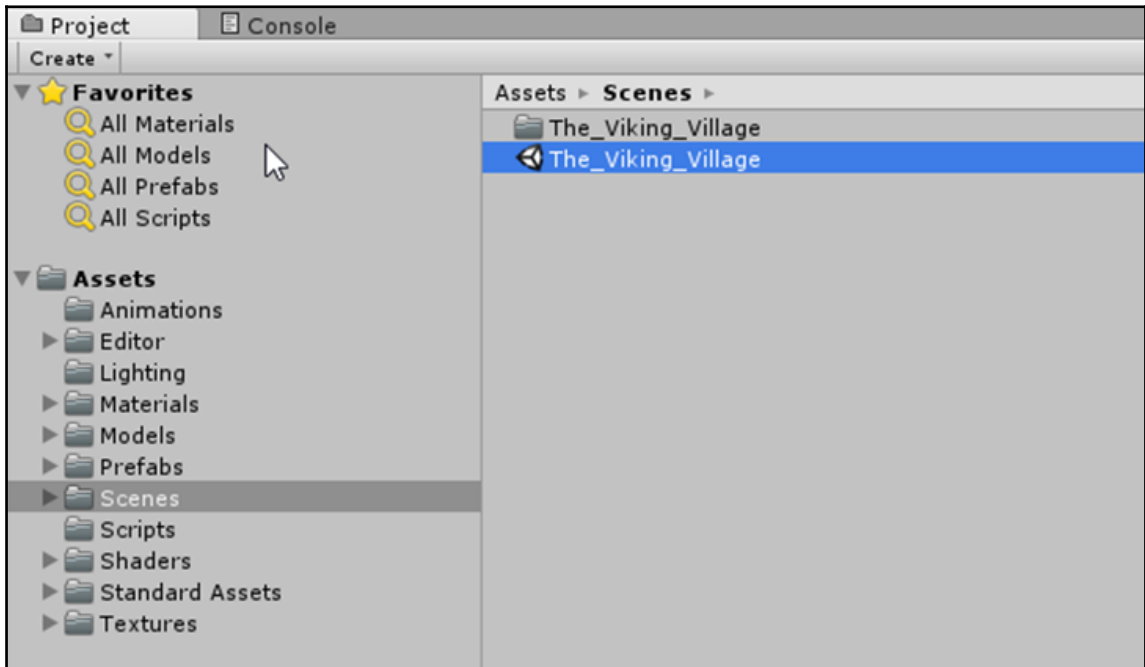 Project
Console
Create
Favorites
All Materials
All Models
All Prefabs
All Scripts
Assets
Animations
Editor
Lighting
Materials
Models
Prefabs
Scenes
Scripts
Shaders
Standard Assets
Textures
Assets Scenes
The_Viking_Village
The_Viking_Village